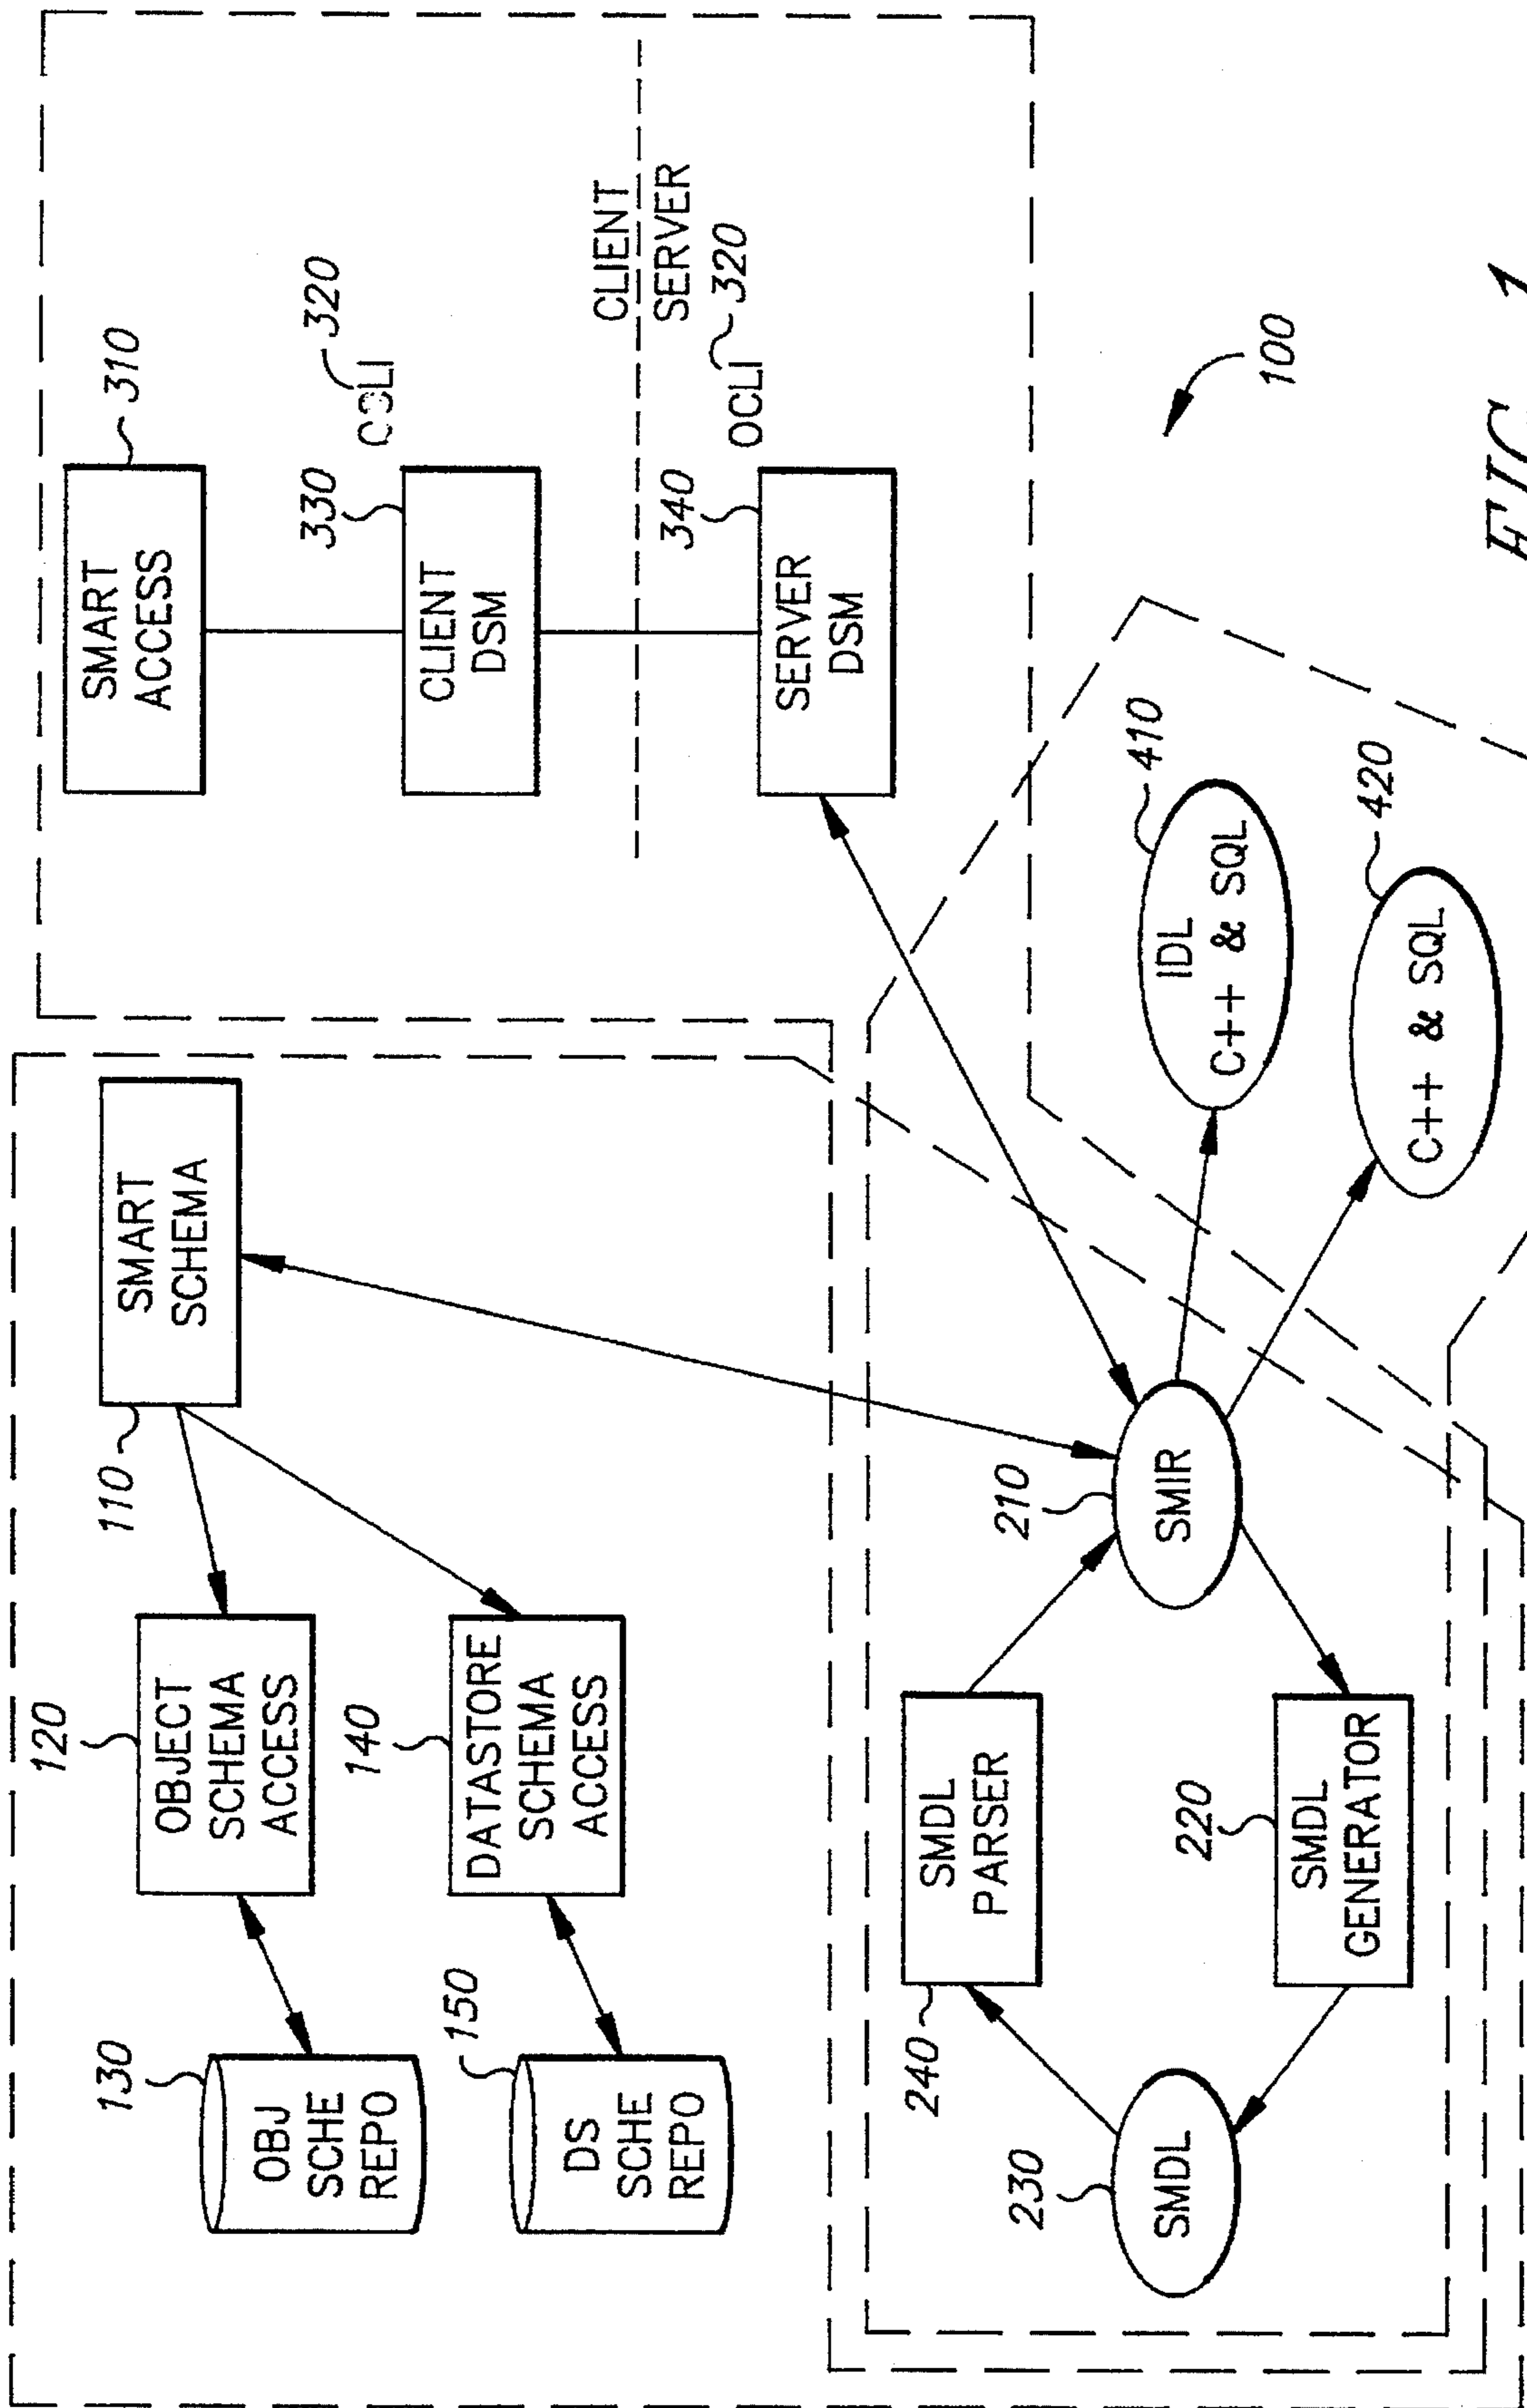 130
OBJ
SCHE
REPO
150
DS
SCHE
REPO
120
OBJECT
SCHEMA
ACCESS
140
DATASTORE
SCHEMA
ACCESS
110
SMART
SCHEMA
SMART
ACCESS
310
330
CLIENT
DSM
320
CLIENT
SERVER
340
SERVER
DSM
OCLI
320
240
SMDL
PARSER
230
SMDL
220
SMDL
GENERATOR
210
SMIR
410
IDL
C++ & SQL
420
C++ & SQL
100
FIG. 1